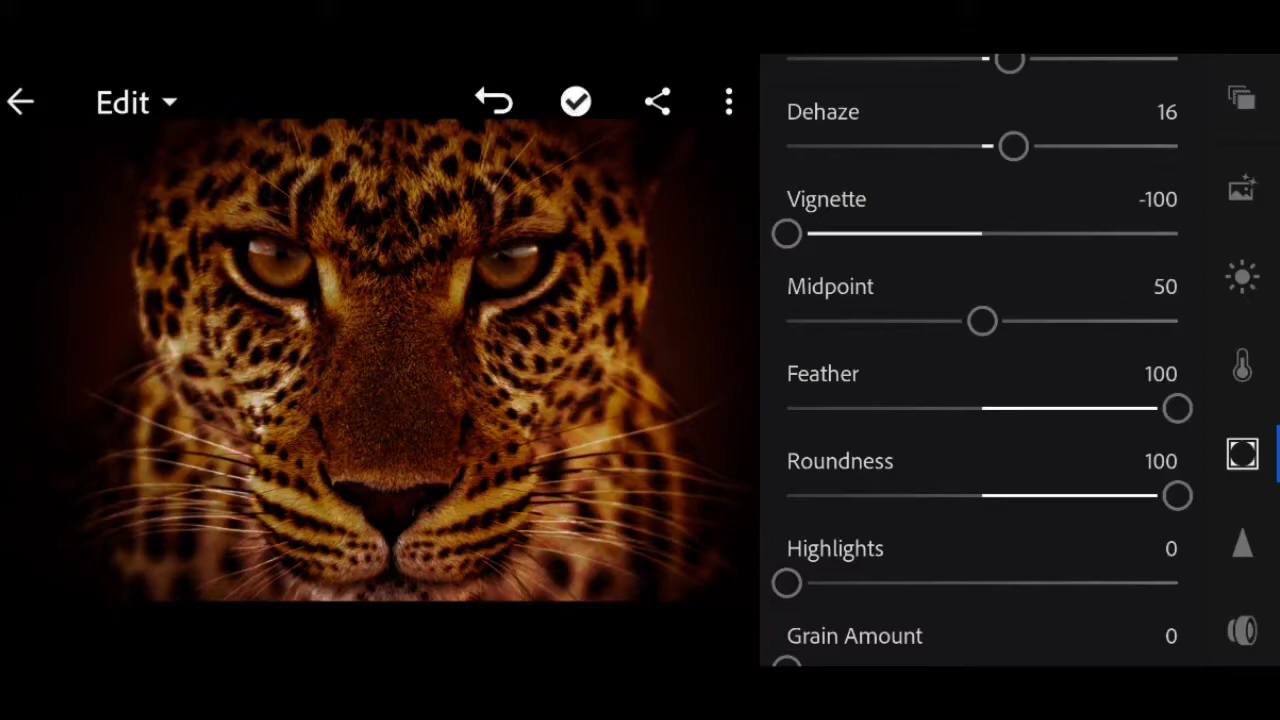 Edit
Dehaze 16
Vignette -100
Midpoint 50
Feather 100
Roundness 100
Highlights 0
Grain Amount 0